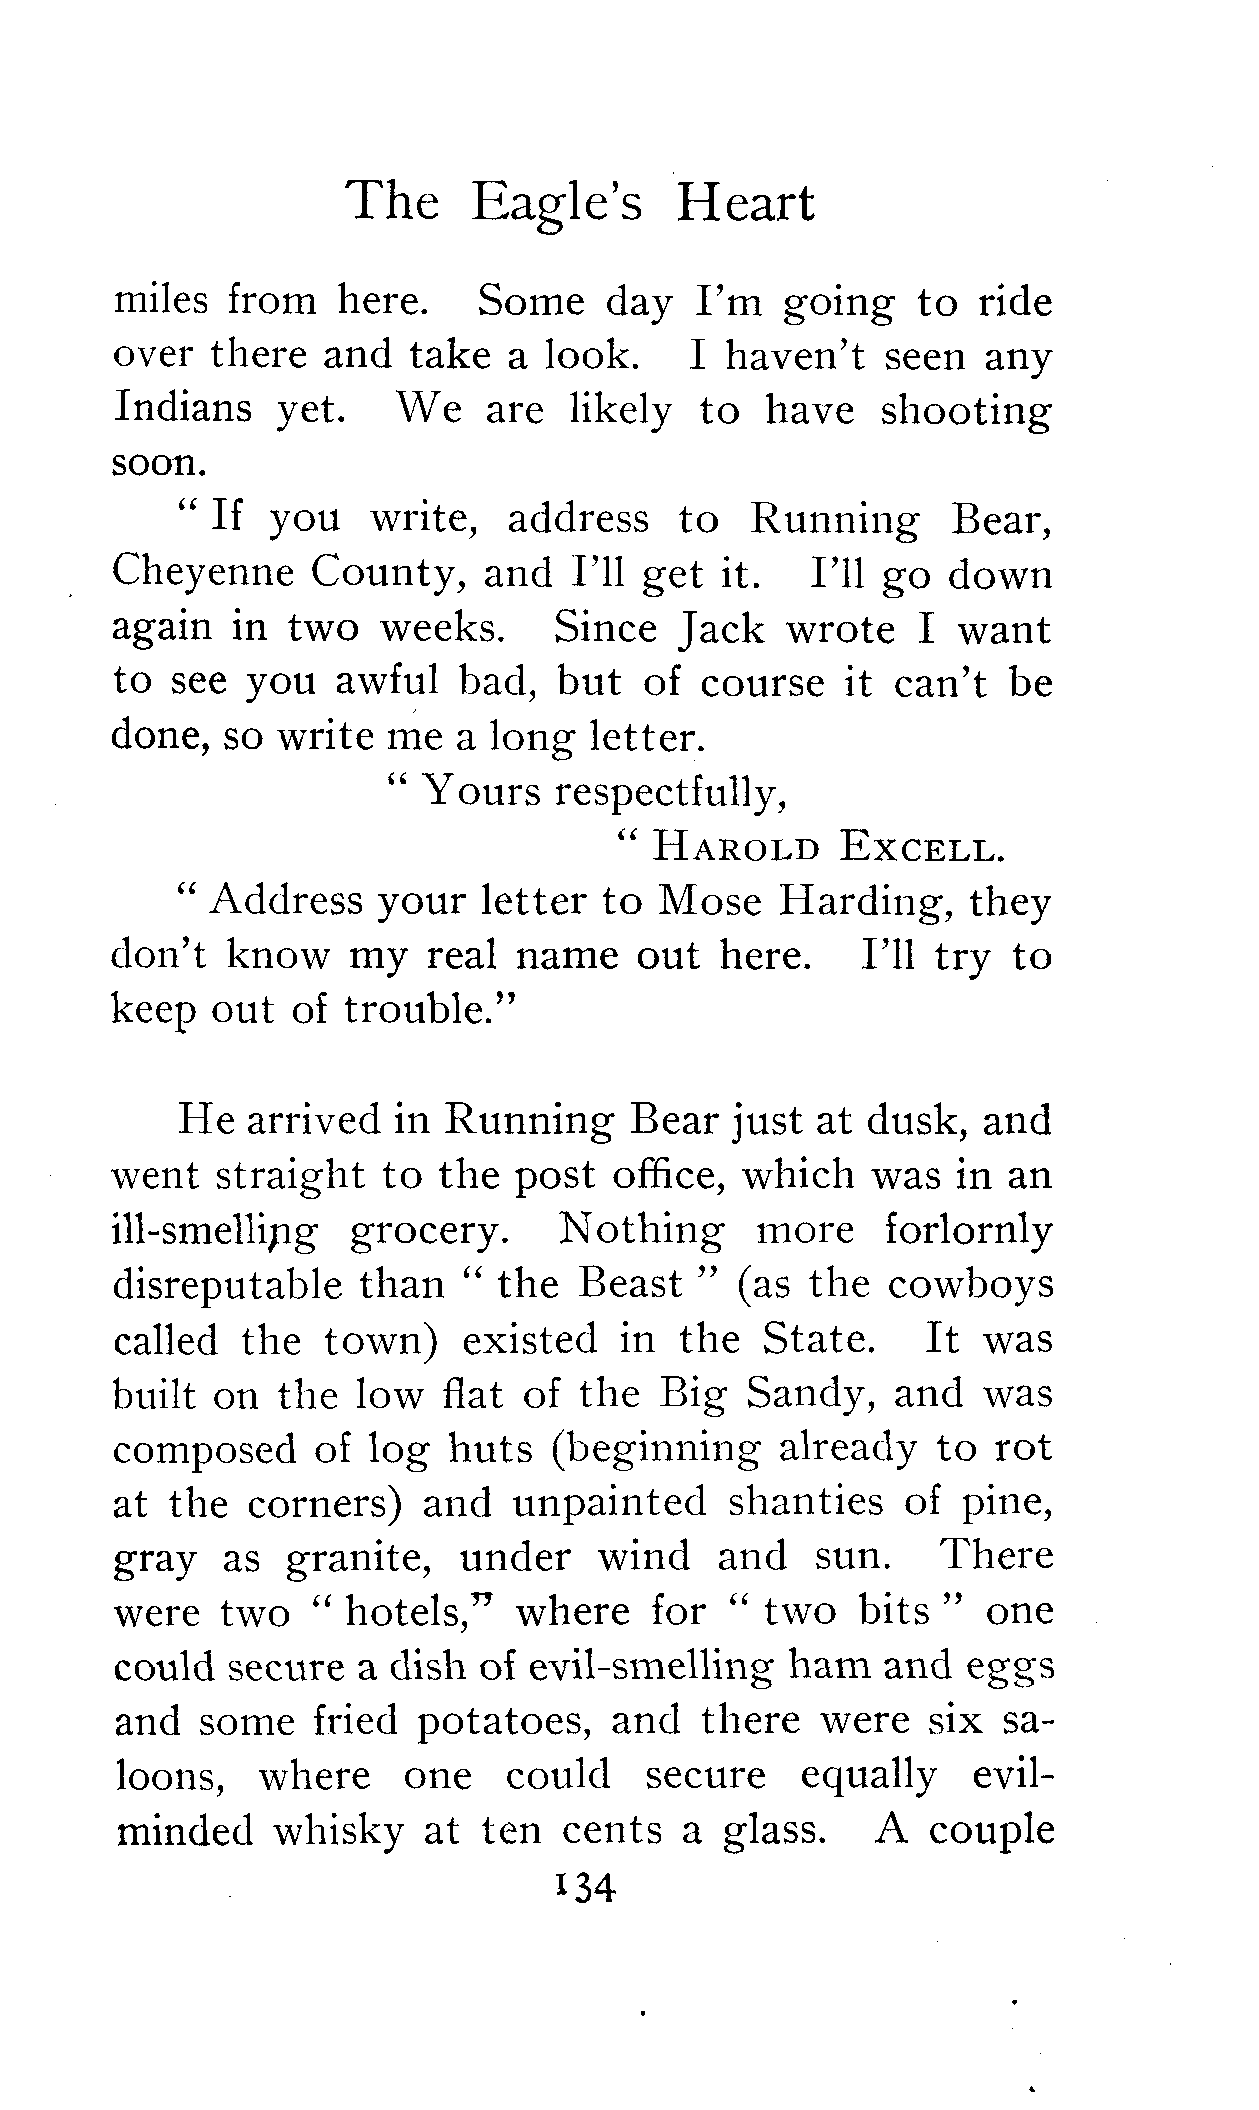 The Eagle's Heart
miles from here. Some day I'm going to ride
over there and take a look. I haven't seen any
Indians yet. We are likely to have shooting
soon.
" If you write, address to Running Bear,
Cheyenne County, and I'll get it. I'll go down
again in two weeks. Since Jack wrote I want
to see you awful bad, but of course it can't be
done, so write me a long letter.
" Yours respectfully,
" HAROLD EXCELL.
" Address your letter to Mose Harding, they
don't know my real name out here. I'll try to
keep out of trouble."
He arrived in Running Bear just at dusk, and
went straight to the post office, which was in an
ill-smelling grocery. Nothing more forlornly
disreputable than " the Beast " (as the cowboys
called the town) existed in the State. It was
built on the low flat of the Big Sandy, and was
composed of log huts (beginning already to rot
at the corners) and unpainted shanties of pine,
gray as granite, under wind and sun. There
were two " hotels," where for " two bits " one
could secure a dish of evil-smelling ham and eggs
and some fried potatoes, and there were six sa-
loons, where one could secure equally evil-
minded whisky at ten cents a glass. A couple
134